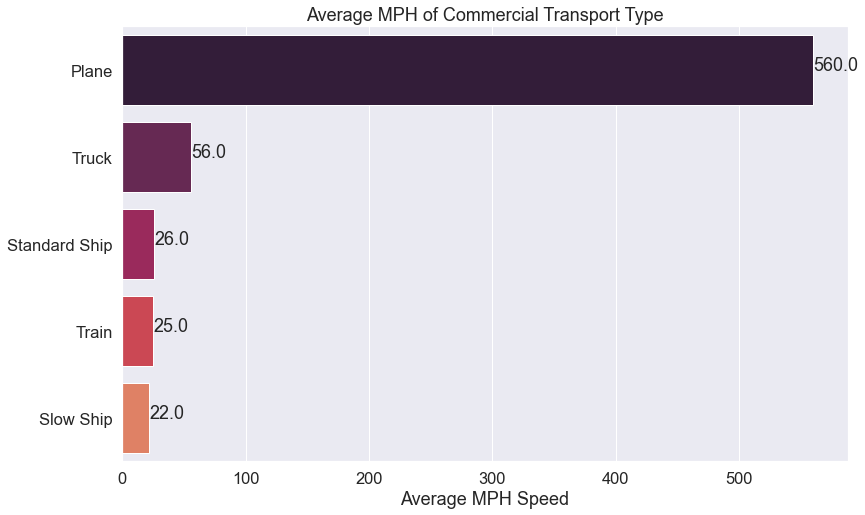 Average MPH of Commercial Transport Type
Plane
560.0
Truck
56.0
Standard Ship
26.0
Train
25.0
Slow Ship
22.0
0 100 200 300 400 500
Average MPH Speed